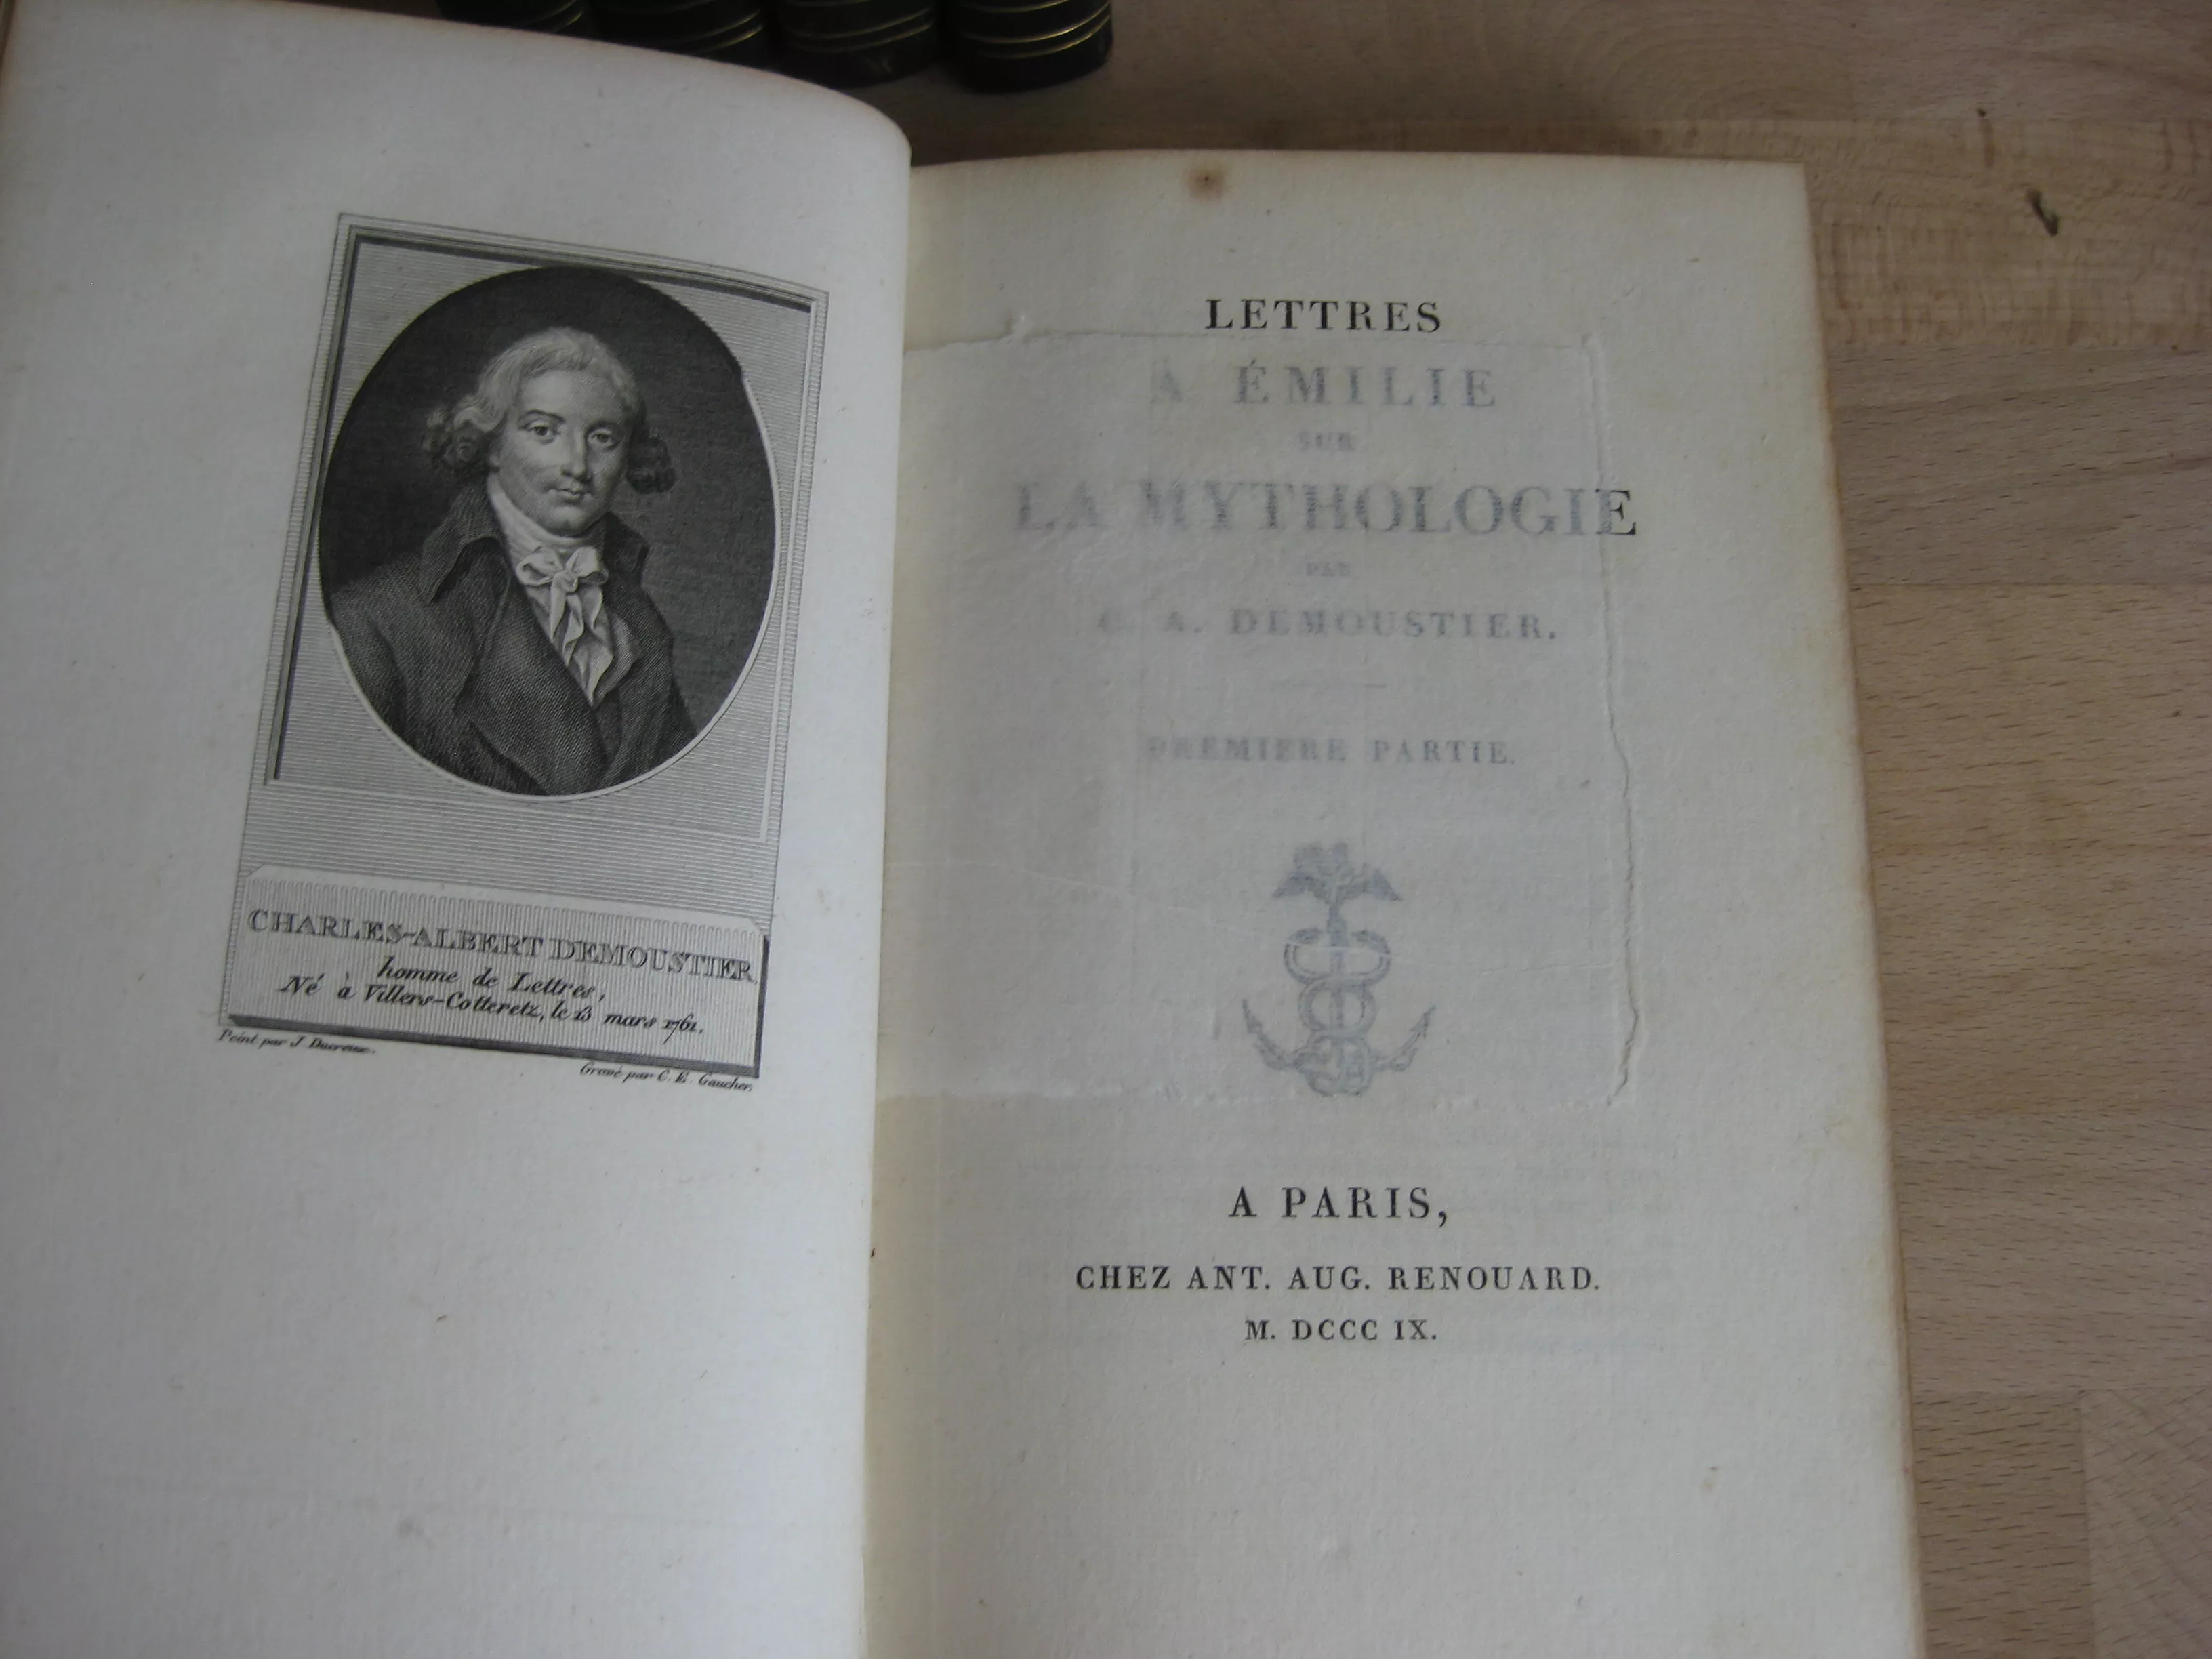 CHARLES-ALBERT DEMOUSTIER
homme de Lettres,
Né à Villers-Cotteretz, le 13 mars 1761.
Peint par J. Ducreux.
Gravé par C. E. Gaucher.
LETTRES
A ÉMILIE
SUR
LA MYTHOLOGIE
PAR
C. A. DEMOUSTIER.
PREMIERE PARTIE.
A PARIS,
CHEZ ANT. AUG. RENOUARD.
M. DCCC IX.